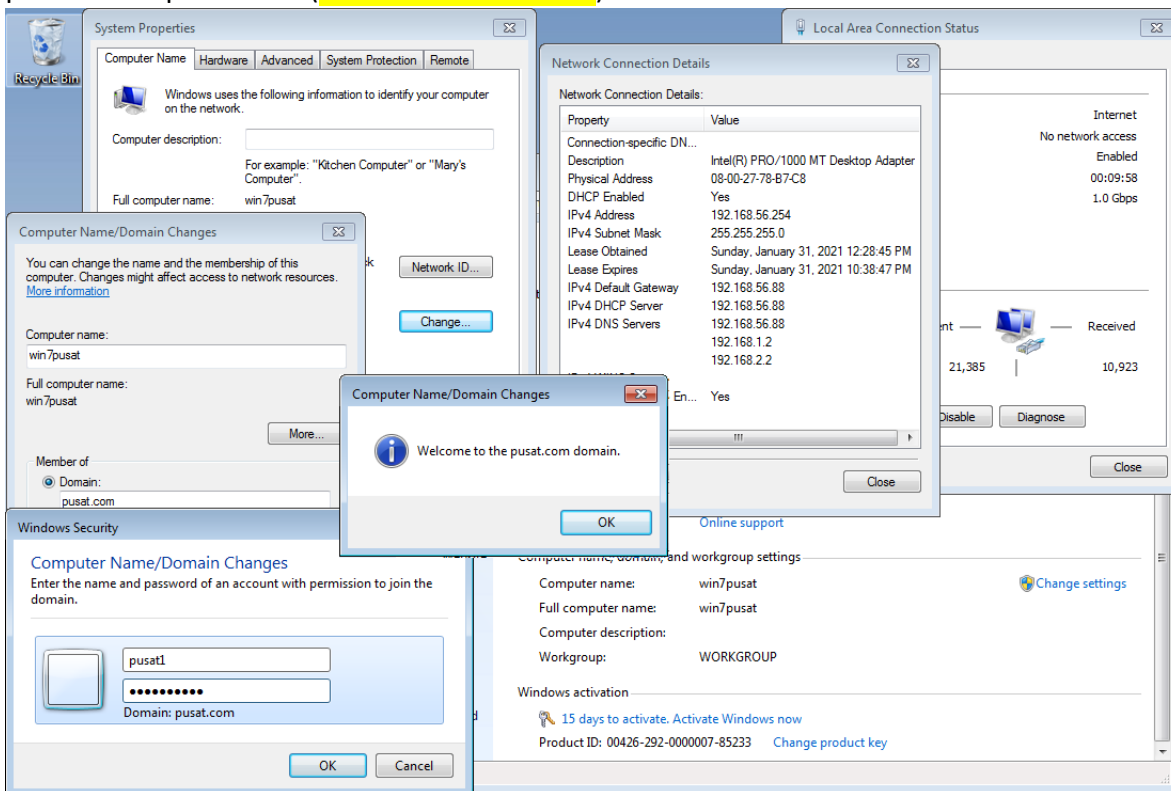 Recycle Bin
System Properties
Computer Name Hardware Advanced System Protection Remote
Windows uses the following information to identify your computer
on the network.
Computer description:
For example: "Kitchen Computer" or "Mary's
Computer".
Full computer name: win7pusat
Network ID...
Change...
Computer Name/Domain Changes
You can change the name and the membership of this
computer. Changes might affect access to network resources.
More information
Computer name:
win7pusat
Full computer name:
win7pusat
More...
Member of
Domain:
pusat.com
Windows Security
Computer Name/Domain Changes
Enter the name and password of an account with permission to join the
domain.
pusat1
●●●●●●●●●●
Domain: pusat.com
OK Cancel
Computer Name/Domain Changes
Welcome to the pusat.com domain.
OK
Network Connection Details
Network Connection Details:
Property Value
Connection-specific DN...
Description Intel(R) PRO/1000 MT Desktop Adapter
Physical Address 08-00-27-78-B7-C8
DHCP Enabled Yes
IPv4 Address 192.168.56.254
IPv4 Subnet Mask 255.255.255.0
Lease Obtained Sunday, January 31, 2021 12:28:45 PM
Lease Expires Sunday, January 31, 2021 10:38:47 PM
IPv4 Default Gateway 192.168.56.88
IPv4 DHCP Server 192.168.56.88
IPv4 DNS Servers 192.168.56.88
192.168.1.2
192.168.2.2
En... Yes
Close
Local Area Connection Status
Internet
No network access
Enabled
00:09:58
1.0 Gbps
Received
21,385 10,923
Disable Diagnose
Close
Online support
Computer name, domain, and workgroup settings
Computer name: win7pusat Change settings
Full computer name: win7pusat
Computer description:
Workgroup: WORKGROUP
Windows activation
15 days to activate. Activate Windows now
Product ID: 00426-292-0000007-85233 Change product key